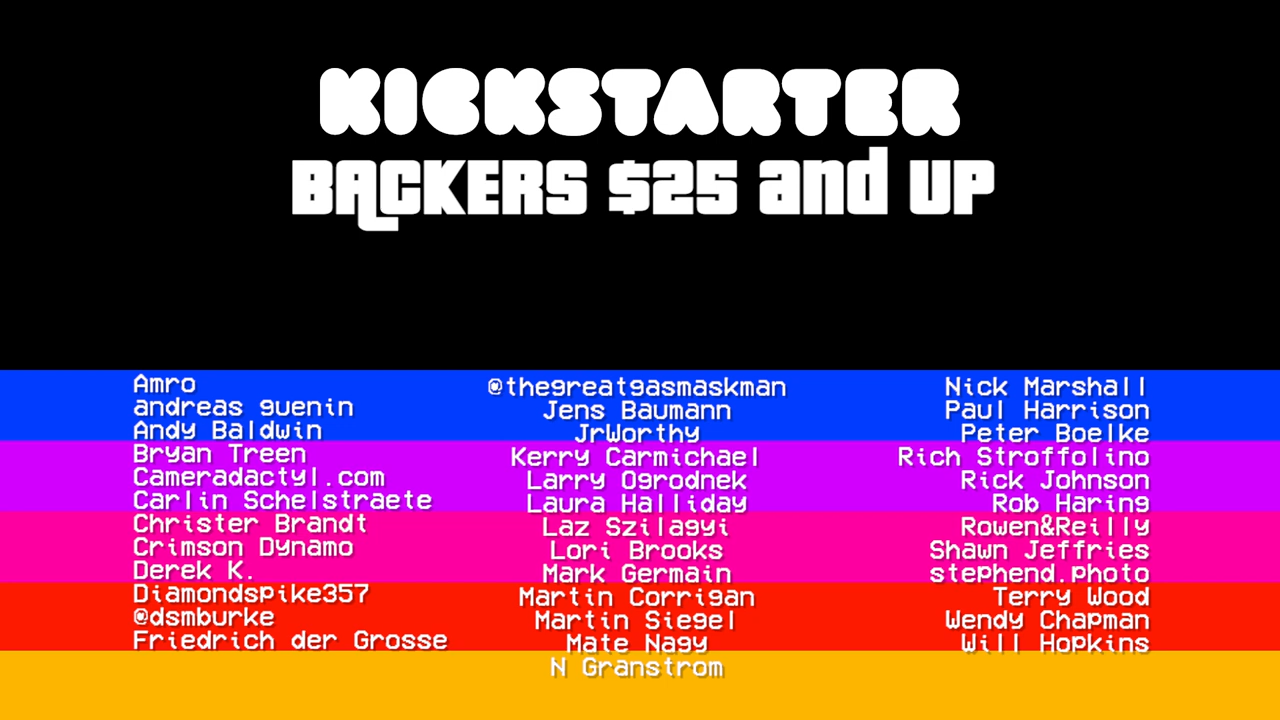 KICKSTARTER
BACKERS $25 and UP
Amro
andreas guenin
Andy Baldwin
Bryan Treen
Cameradactyl.com
Carlin Schelstraete
Christer Brandt
Crimson Dynamo
Derek K.
Diamondspike357
@dsmburke
Friedrich der Grosse
@thegreatgasmaskman
Jens Baumann
JrWorthy
Kerry Carmichael
Larry Ogrodnek
Laura Halliday
Laz Szilagyi
Lori Brooks
Mark Germain
Martin Corrigan
Martin Siegel
Mate Nagy
N Granstrom
Nick Marshall
Paul Harrison
Peter Boelke
Rich Stroffolino
Rick Johnson
Rob Haring
Rowen&Reilly
Shawn Jeffries
stephend.photo
Terry Wood
Wendy Chapman
Will Hopkins